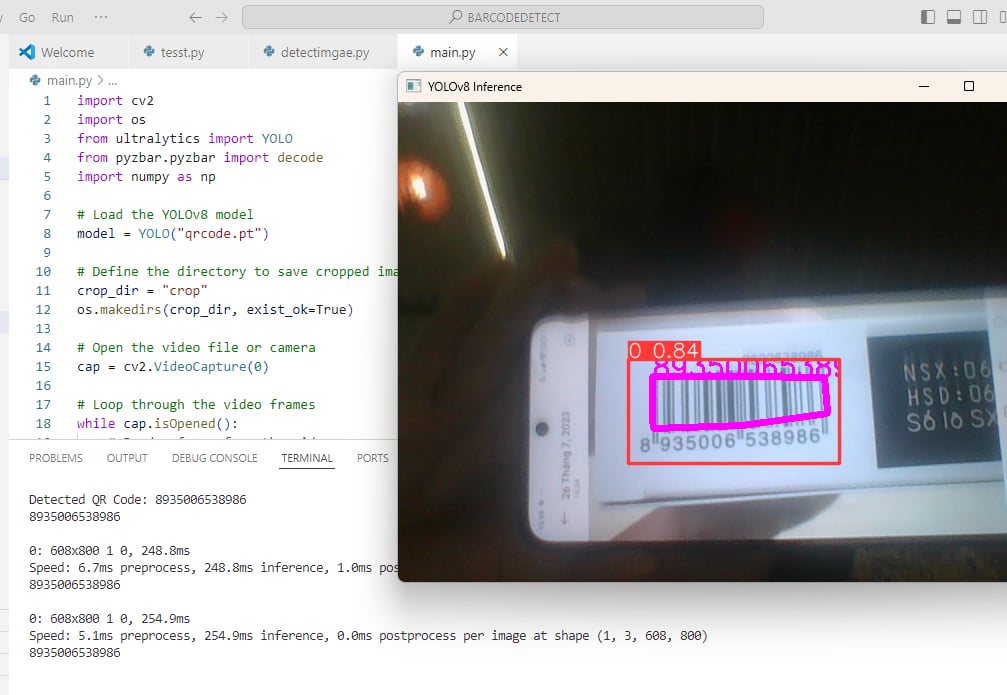 Go Run ··· ← → BARCODEDETECT
Welcome tesst.py detectimgae.py main.py ×
main.py > ...
1 import cv2
2 import os
3 from ultralytics import YOLO
4 from pyzbar.pyzbar import decode
5 import numpy as np
6
7 # Load the YOLOv8 model
8 model = YOLO("qrcode.pt")
9
10 # Define the directory to save cropped ima
11 crop_dir = "crop"
12 os.makedirs(crop_dir, exist_ok=True)
13
14 # Open the video file or camera
15 cap = cv2.VideoCapture(0)
16
17 # Loop through the video frames
18 while cap.isOpened():
PROBLEMS OUTPUT DEBUG CONSOLE TERMINAL PORTS
Detected QR Code: 8935006538986
8935006538986
0: 608x800 1 0, 248.8ms
Speed: 6.7ms preprocess, 248.8ms inference, 1.0ms pos
8935006538986
0: 608x800 1 0, 254.9ms
Speed: 5.1ms preprocess, 254.9ms inference, 0.0ms postprocess per image at shape (1, 3, 608, 800)
8935006538986
YOLOv8 Inference
0 0.84
89350065389
8 935006 538986
26 Tháng 7, 2023
NSX:06
HSD:06
Số lô SX